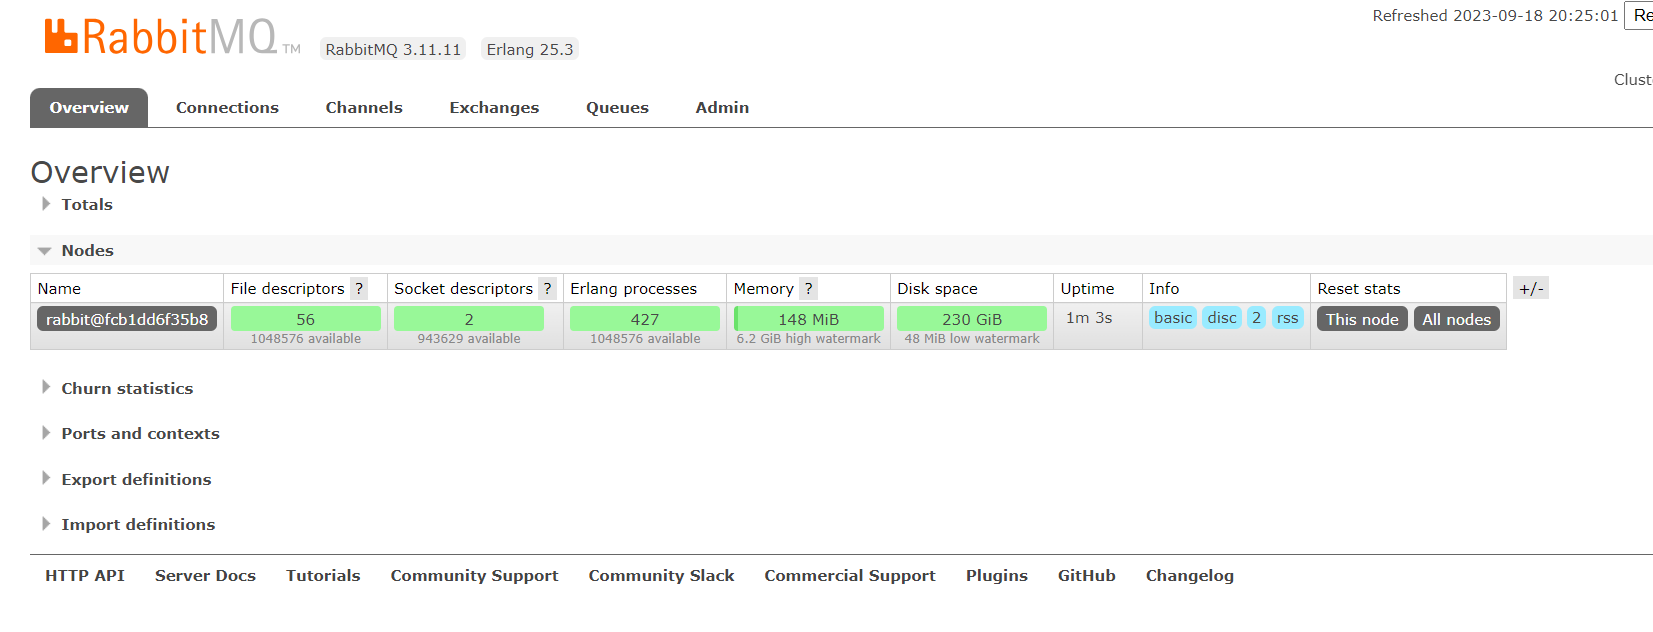 Refreshed 2023-09-18 20:25:01 Re
RabbitMQ TM RabbitMQ 3.11.11 Erlang 25.3
Clust
Overview Connections Channels Exchanges Queues Admin
Overview
Totals
Nodes
Name File descriptors ? Socket descriptors ? Erlang processes Memory ? Disk space Uptime Info Reset stats +/-
rabbit@fcb1dd6f35b8 56 2 427 148 MiB 230 GiB 1m 3s basic disc 2 rss This node All nodes
1048576 available 943629 available 1048576 available 6.2 GiB high watermark 48 MiB low watermark
Churn statistics
Ports and contexts
Export definitions
Import definitions
HTTP API Server Docs Tutorials Community Support Community Slack Commercial Support Plugins GitHub Changelog